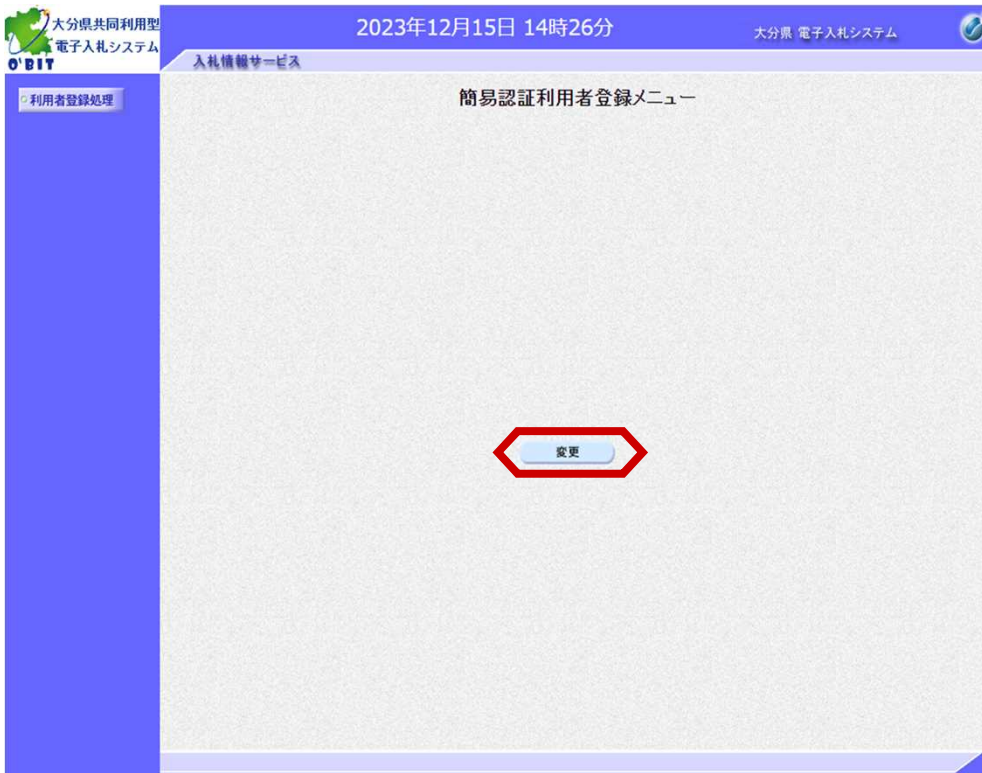 大分県共同利用型
電子入札システム
O'BIT
2023年12月15日 14時26分
大分県 電子入札システム
入札情報サービス
利用者登録処理
簡易認証利用者登録メニュー
変更